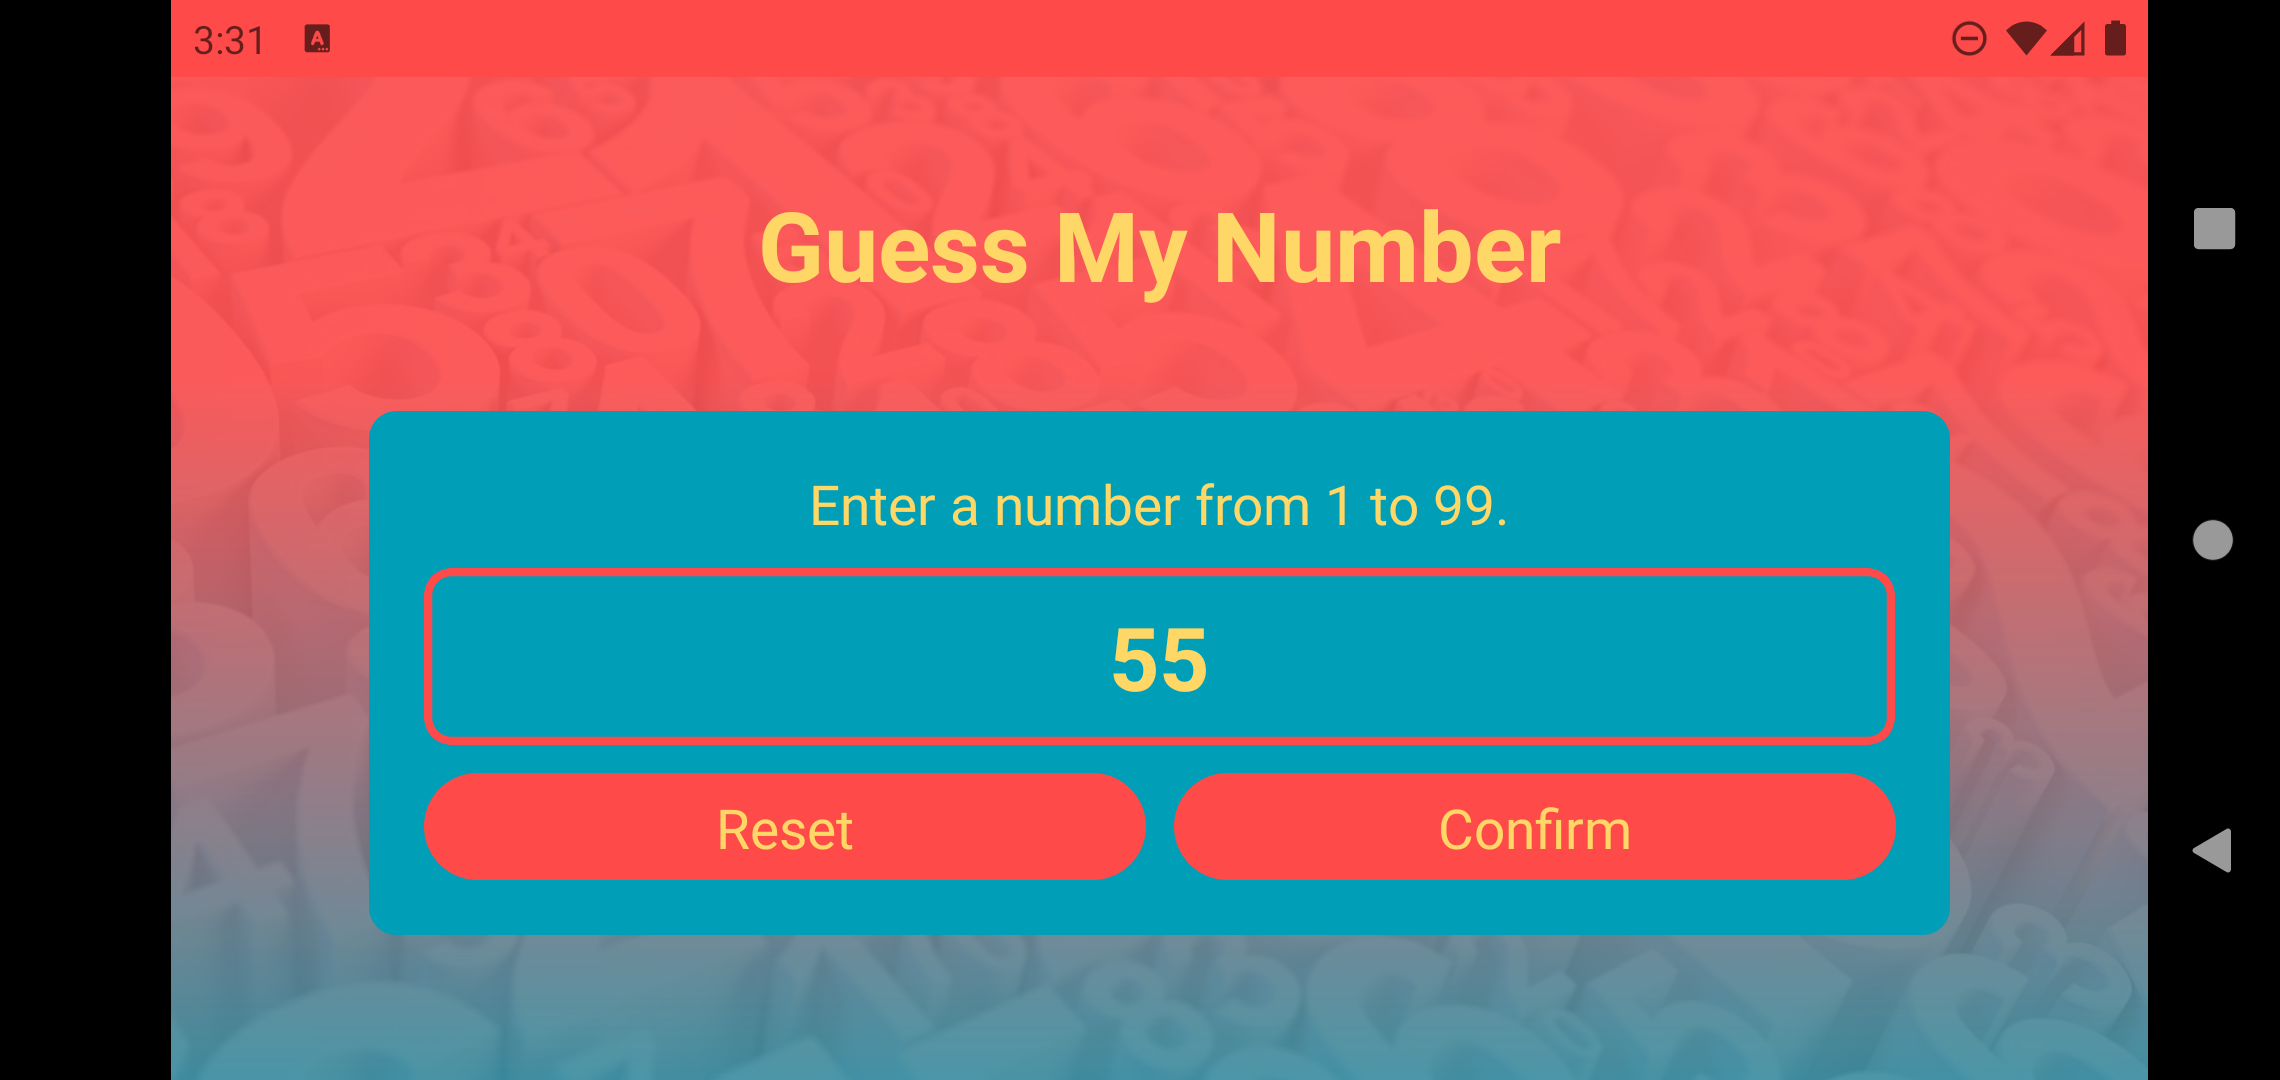 3:31
Guess My Number
Enter a number from 1 to 99.
55
Reset Confirm